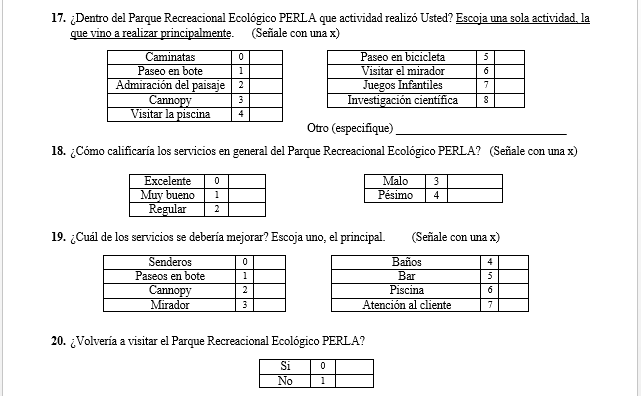 17. ¿Dentro del Parque Recreacional Ecológico PERLA que actividad realizó Usted? Escoja una sola actividad, la
que vino a realizar principalmente. (Señale con una x)
Caminatas 0 Paseo en bicicleta 5
Paseo en bote 1 Visitar el mirador 6
Admiración del paisaje 2 Juegos Infantiles 7
Cannopy 3 Investigación científica 8
Visitar la piscina 4
Otro (especifique)
18. ¿Cómo calificaría los servicios en general del Parque Recreacional Ecológico PERLA? (Señale con una x)
Excelente 0 Malo 3
Muy bueno 1 Pésimo 4
Regular 2
19. ¿Cuál de los servicios se debería mejorar? Escoja uno, el principal. (Señale con una x)
Senderos 0 Baños 4
Paseos en bote 1 Bar 5
Cannopy 2 Piscina 6
Mirador 3 Atención al cliente 7
20. ¿Volvería a visitar el Parque Recreacional Ecológico PERLA?
Si 0
No 1